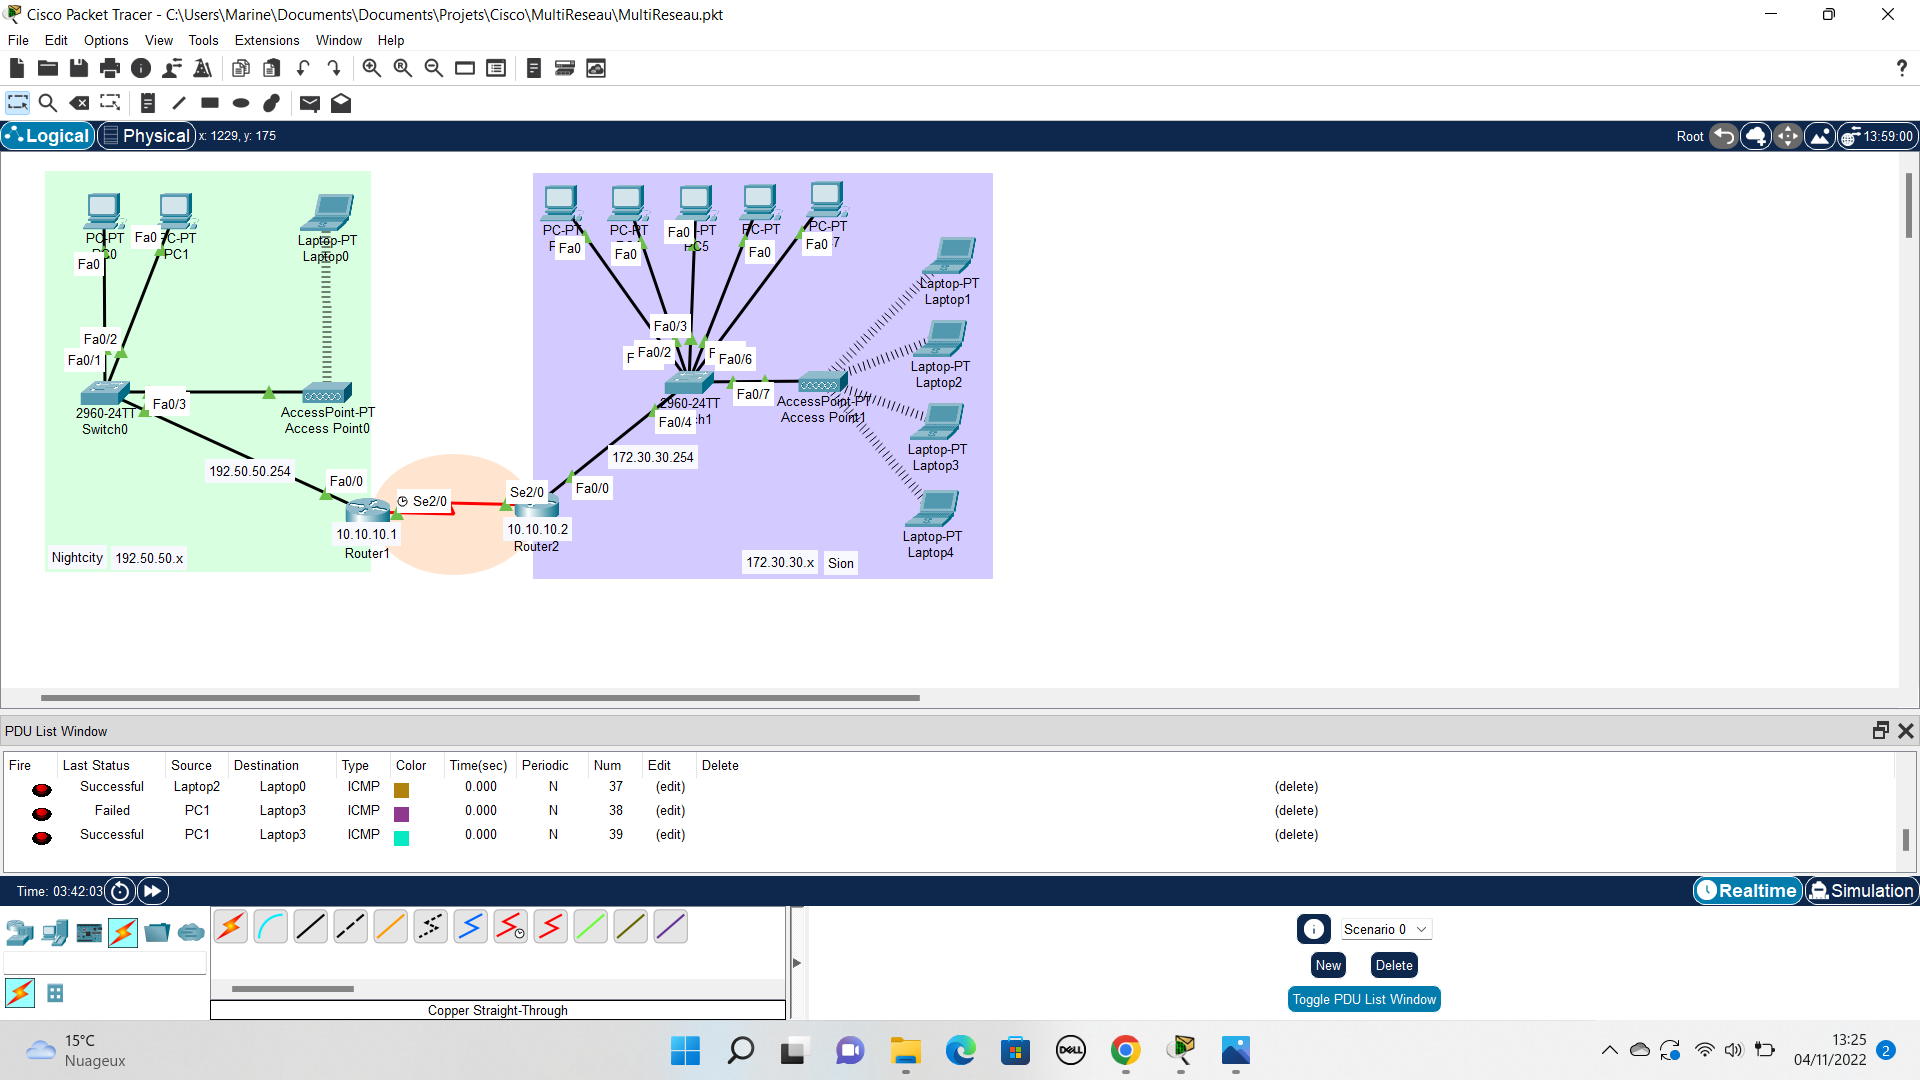 Cisco Packet Tracer - C:\Users\Marine\Documents\Documents\Projets\Cisco\MultiReseau\MultiReseau.pkt
File Edit Options View Tools Extensions Window Help
?
Logical Physical x: 1229, y: 175 Root 13:59:00
PC-PT
Fa0
Fa0
C-PT
PC1
Laptop-PT
Laptop0
Fa0/2
Fa0/1
Fa0/3
2960-24TT
Switch0
AccessPoint-PT
Access Point0
192.50.50.254
Fa0/0
Se2/0
10.10.10.1
Router1
Nightcity 192.50.50.x
PC-PT
Fa0
PC-PT
Fa0
Fa0
-PT
PC5
PC-PT
Fa0
PC-PT
Fa0 7
Laptop-PT
Laptop1
Laptop-PT
Laptop2
Laptop-PT
Laptop3
Laptop-PT
Laptop4
Fa0/3
F Fa0/2
F Fa0/6
Fa0/7
2960-24TT
Fa0/4 h1
AccessPoint-PT
Access Point1
172.30.30.254
Se2/0
Fa0/0
10.10.10.2
Router2
172.30.30.x Sion
PDU List Window
Fire Last Status Source Destination Type Color Time(sec) Periodic Num Edit Delete
Successful Laptop2 Laptop0 ICMP 0.000 N 37 (edit) (delete)
Failed PC1 Laptop3 ICMP 0.000 N 38 (edit) (delete)
Successful PC1 Laptop3 ICMP 0.000 N 39 (edit) (delete)
Time: 03:42:03 Realtime Simulation
Scenario 0
New Delete
Toggle PDU List Window
Copper Straight-Through
15°C
Nuageux
DELL
13:25
04/11/2022 2